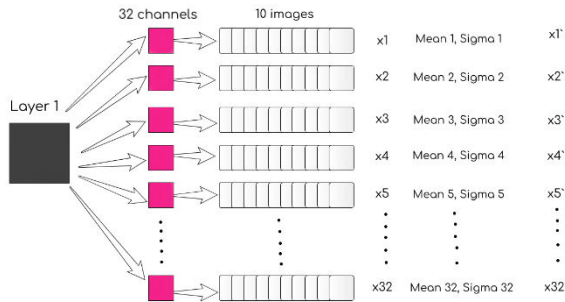 32 channels 10 images
x1 Mean 1, Sigma 1 x1`
x2 Mean 2, Sigma 2 x2`
Layer 1
x3 Mean 3, Sigma 3 x3`
x4 Mean 4, Sigma 4 x4`
x5 Mean 5, Sigma 5 x5`
x32 Mean 32, Sigma 32 x32